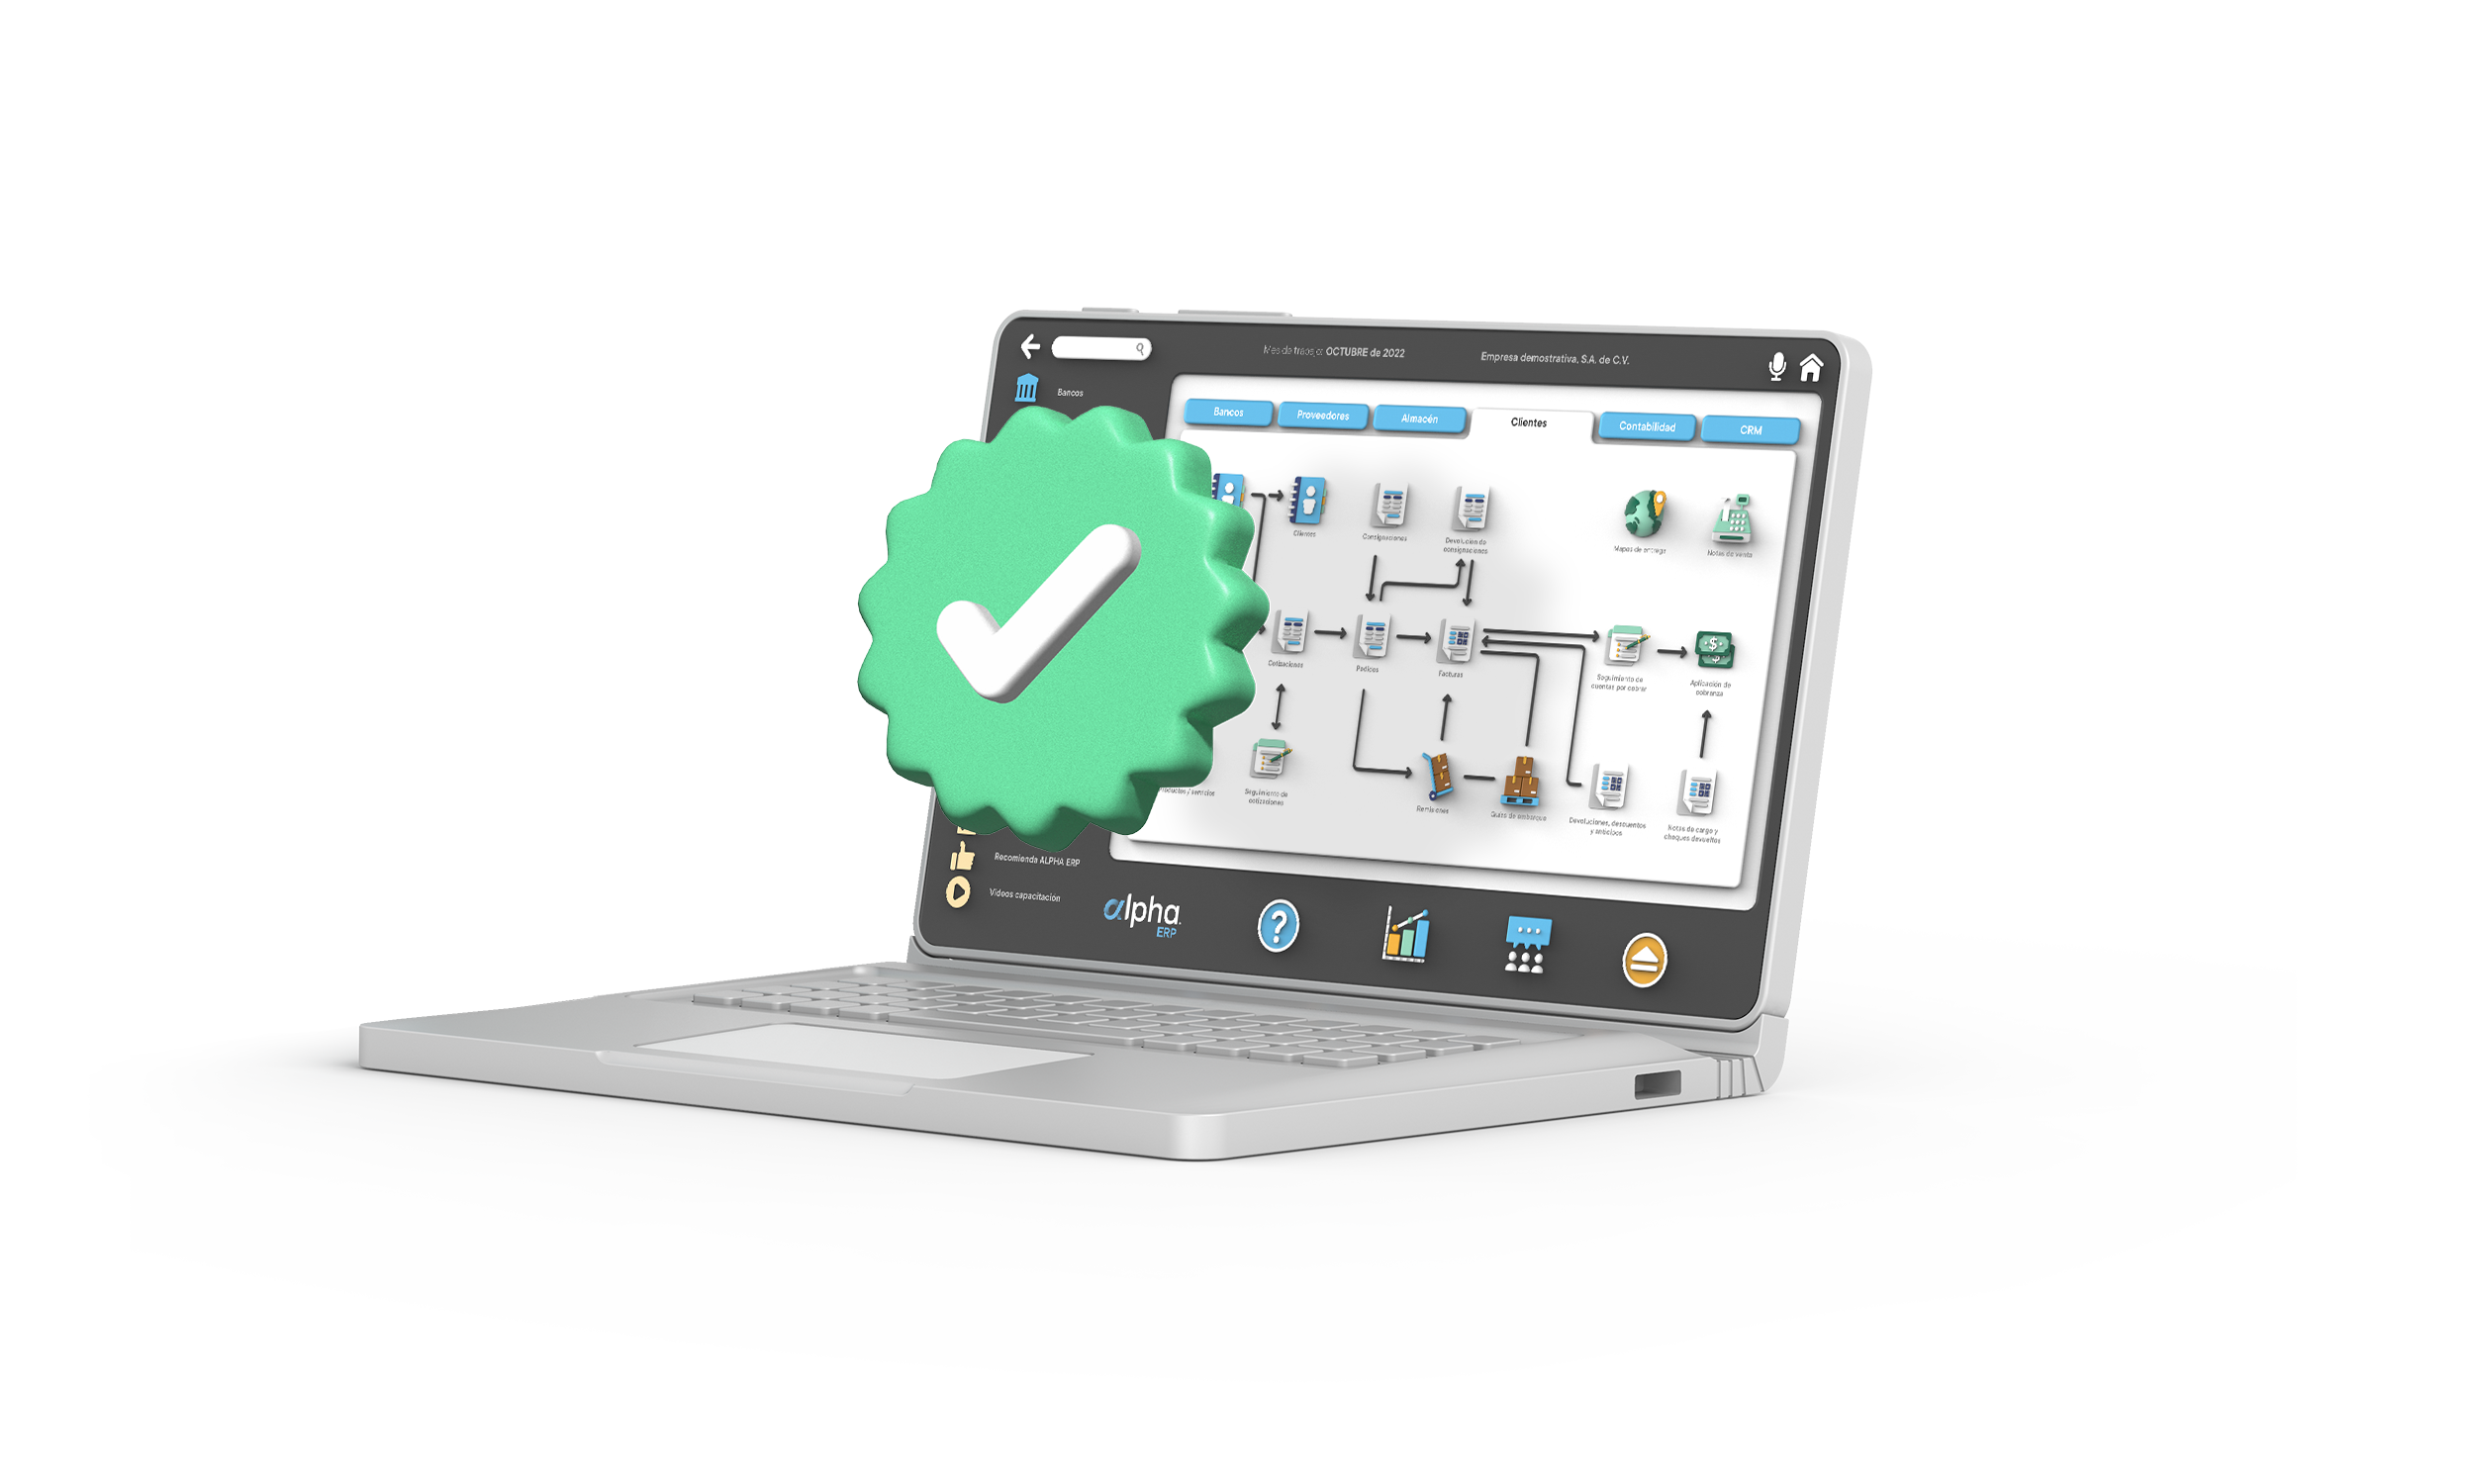 Mes de trabajo: OCTUBRE de 2022
Empresa demostrativa, S.A. de C.V.
Bancos
Bancos
Proveedores
Almacén
Clientes
Contabilidad
CRM
Clientes
Consignaciones
Devolución de
consignaciones
Mapas de entrega
Notas de venta
Cotizaciones
Pedidos
Facturas
Seguimiento de
cuentas por cobrar
Aplicación de
cobranza
/ servicios
Seguimiento de
cotizaciones
Remisiones
Guías de embarque
Devoluciones, descuentos
y anticipos
Notas de cargo y
cheques devueltos
Recomienda ALPHA ERP
Videos capacitación
alpha
ERP